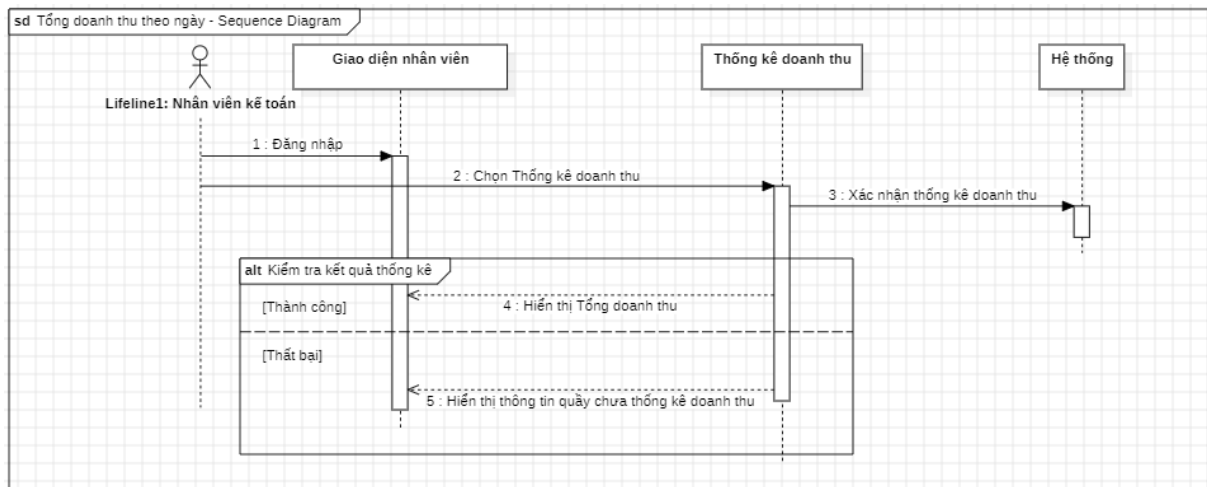 sd Tổng doanh thu theo ngày - Sequence Diagram
Giao diện nhân viên
Thống kê doanh thu
Hệ thống
Lifeline1: Nhân viên kế toán
1 : Đăng nhập
2 : Chọn Thống kê doanh thu
3 : Xác nhận thống kê doanh thu
alt Kiểm tra kết quả thống kê
[Thành công]
4 : Hiển thị Tổng doanh thu
[Thất bại]
5 : Hiển thị thông tin quầy chưa thống kê doanh thu